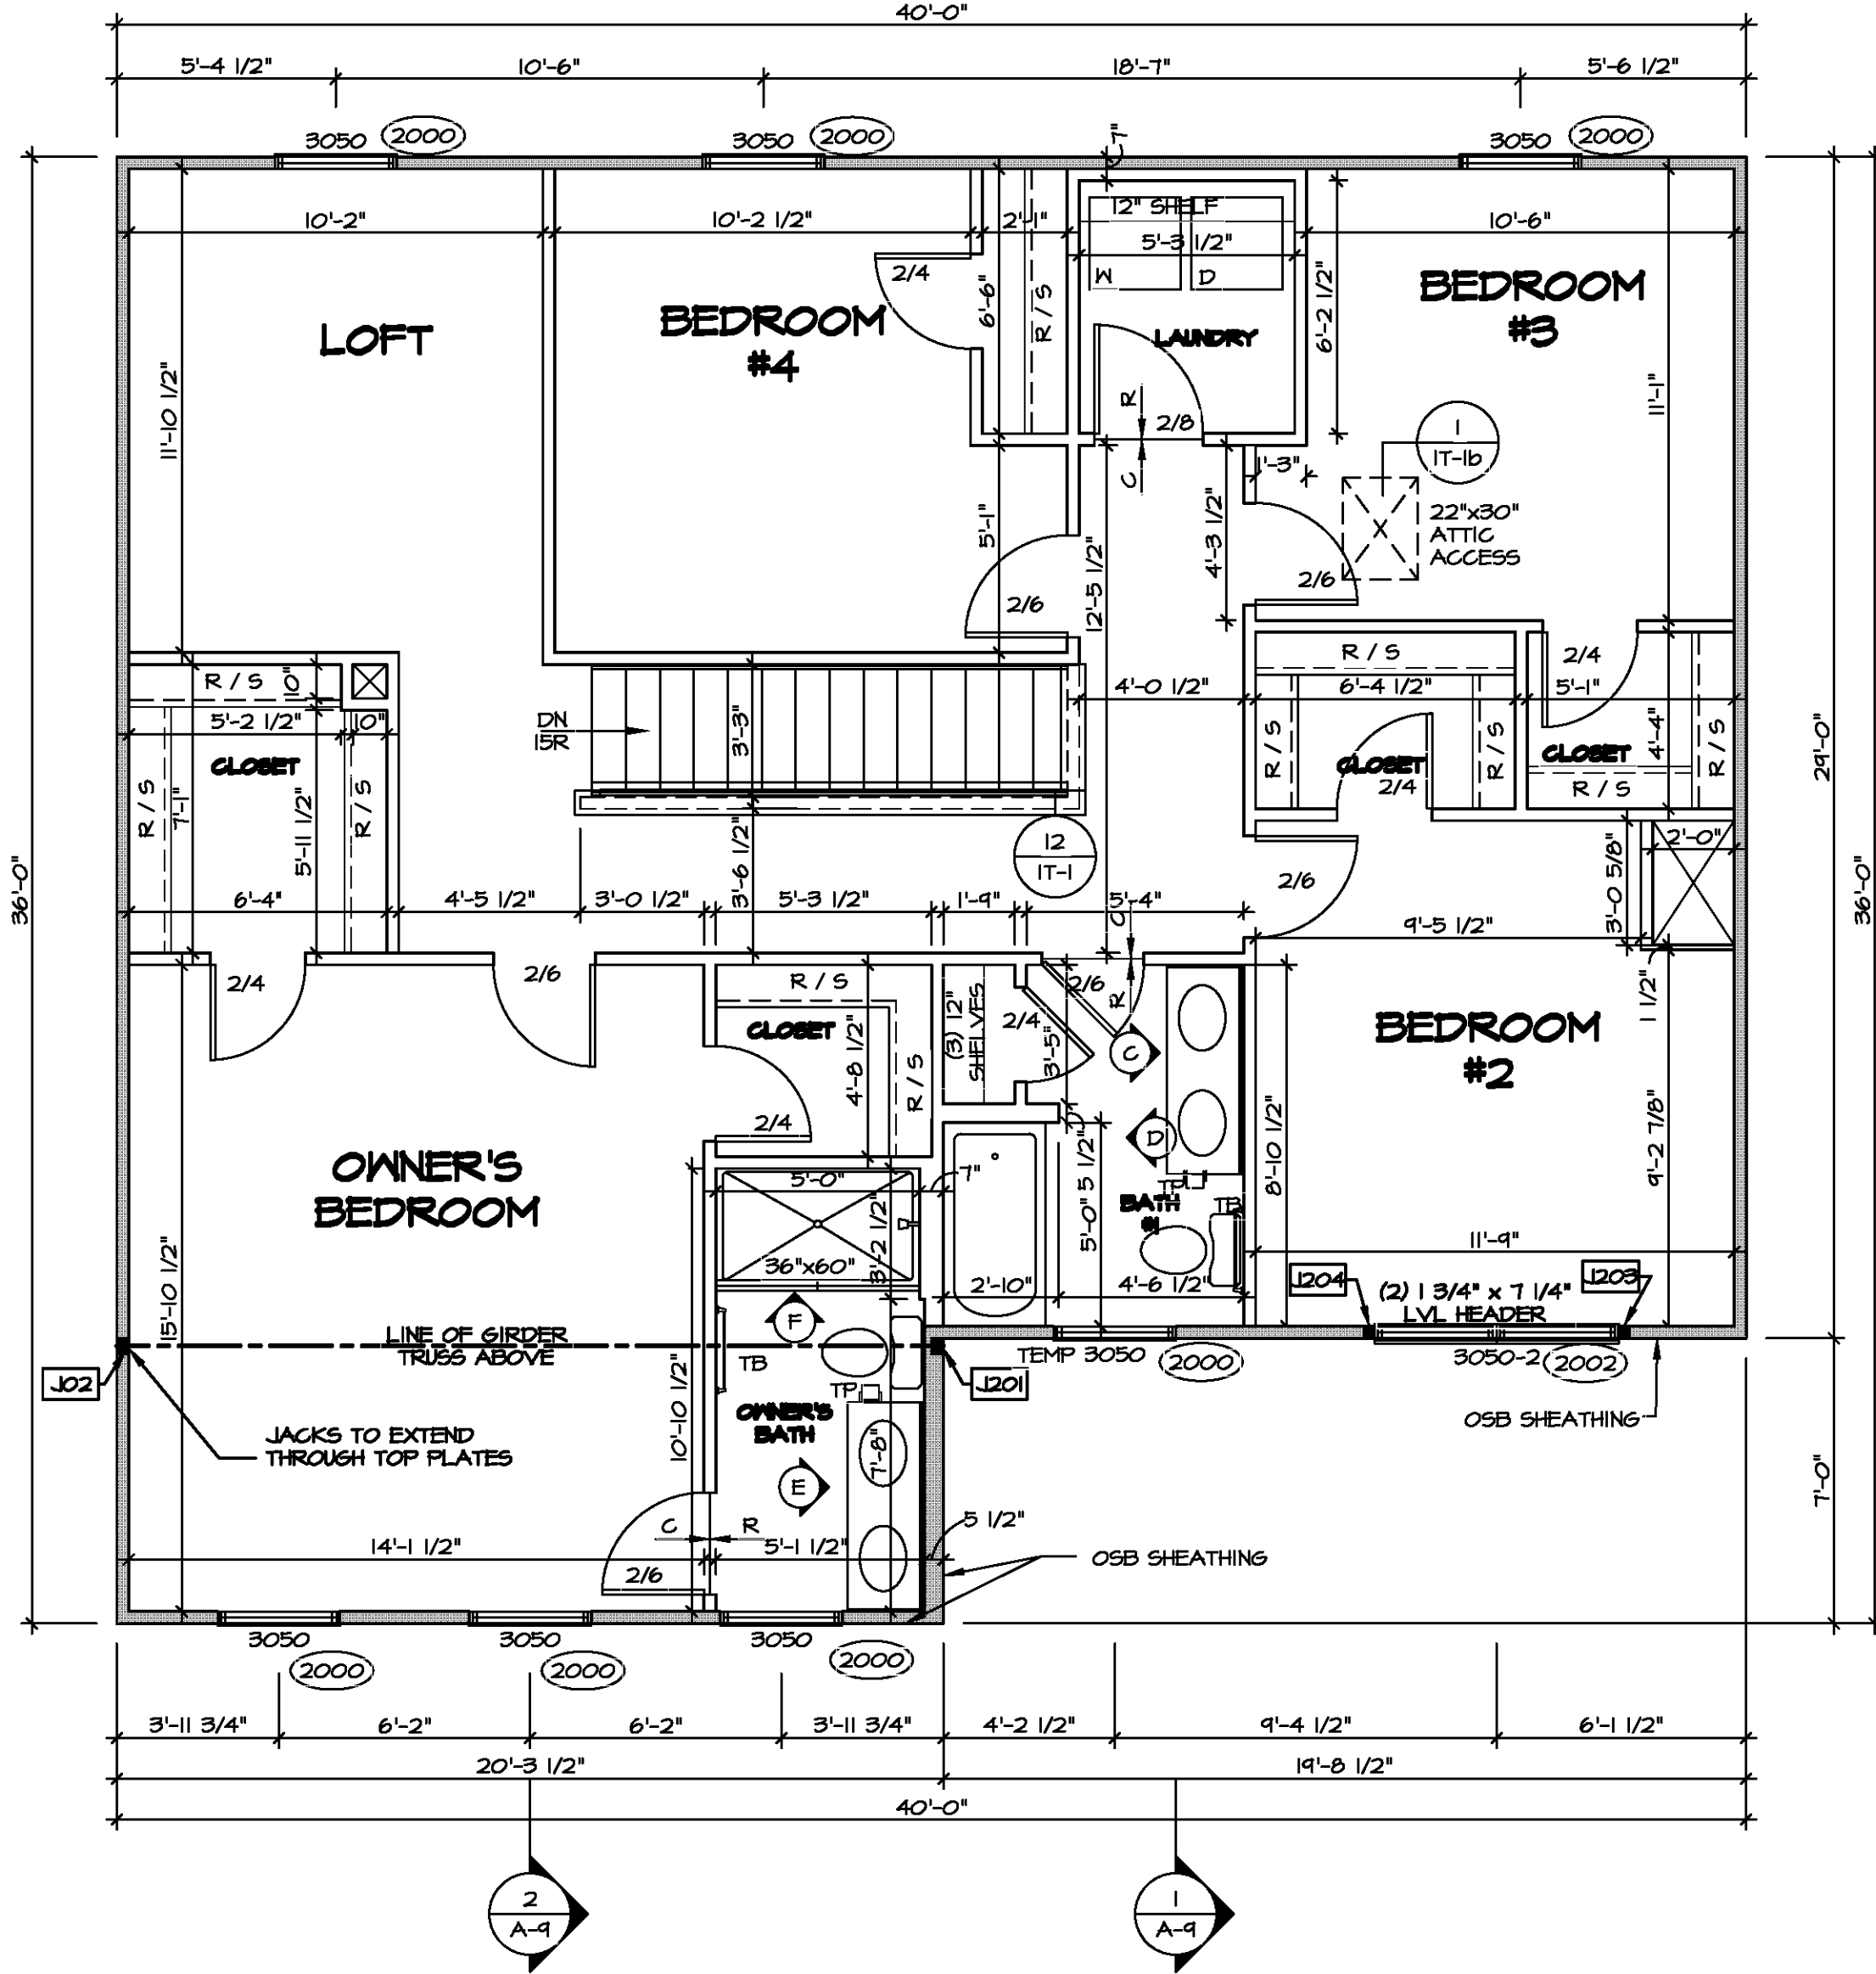 40'-0"
5'-4 1/2"
10'-6"
18'-7"
5'-6 1/2"
3050
2000
3050
2000
7"
3050
2000
10'-2"
10'-2 1/2"
2'-1"
12" SHELF
5'-3 1/2"
10'-6"
W
D
2/4
6'-6"
R / S
6'-2 1/2"
LOFT
BEDROOM
#4
LAUNDRY
BEDROOM
#3
11'-10 1/2"
11'-1"
R
2/8
C
1
1T-1b
1'-3"
22"x30"
ATTIC
ACCESS
5'-1"
12'-5 1/2"
4'-3 1/2"
2/6
2/6
R / S
10"
5'-2 1/2"
10"
CLOSET
R / S
7'-1"
5'-11 1/2"
R / S
DN
15R
3'-3"
4'-0 1/2"
R / S
6'-4 1/2"
2/4
5'-1"
R / S
CLOSET
2/4
R / S
CLOSET
4'-4"
R / S
R / S
36'-0"
29'-0"
36'-0"
12
1T-1
3'-6 1/2"
2'-0"
3'-0 5/8"
2/6
6'-4"
4'-5 1/2"
3'-0 1/2"
5'-3 1/2"
1'-9"
5'-4"
C
9'-5 1/2"
2/4
2/6
R / S
CLOSET
4'-8 1/2"
R / S
2/4
(3) 12"
SHELVES
2/4
3'-5"
2/6
R
C
1 1/2"
BEDROOM
#2
D
8'-10 1/2"
9'-2 7/8"
OWNER'S
BEDROOM
5'-0"
7"
36"x60"
3'-2 1/2"
5 1/2"
5'-0"
TP
BATH
#1
TB
11'-9"
2'-10"
4'-6 1/2"
J204
(2) 1 3/4" x 7 1/4"
LVL HEADER
J203
15'-10 1/2"
LINE OF GIRDER
TRUSS ABOVE
F
TB
TEMP 3050
2000
3050-2
2002
J02
J201
TP
OSB SHEATHING
JACKS TO EXTEND
THROUGH TOP PLATES
10'-10 1/2"
OWNER'S
BATH
7'-8"
E
7'-0"
C
R
5 1/2"
14'-1 1/2"
5'-1 1/2"
OSB SHEATHING
2/6
3050
2000
3050
2000
3050
2000
3'-11 3/4"
6'-2"
6'-2"
3'-11 3/4"
4'-2 1/2"
9'-4 1/2"
6'-1 1/2"
20'-3 1/2"
19'-8 1/2"
40'-0"
2
A-9
1
A-9